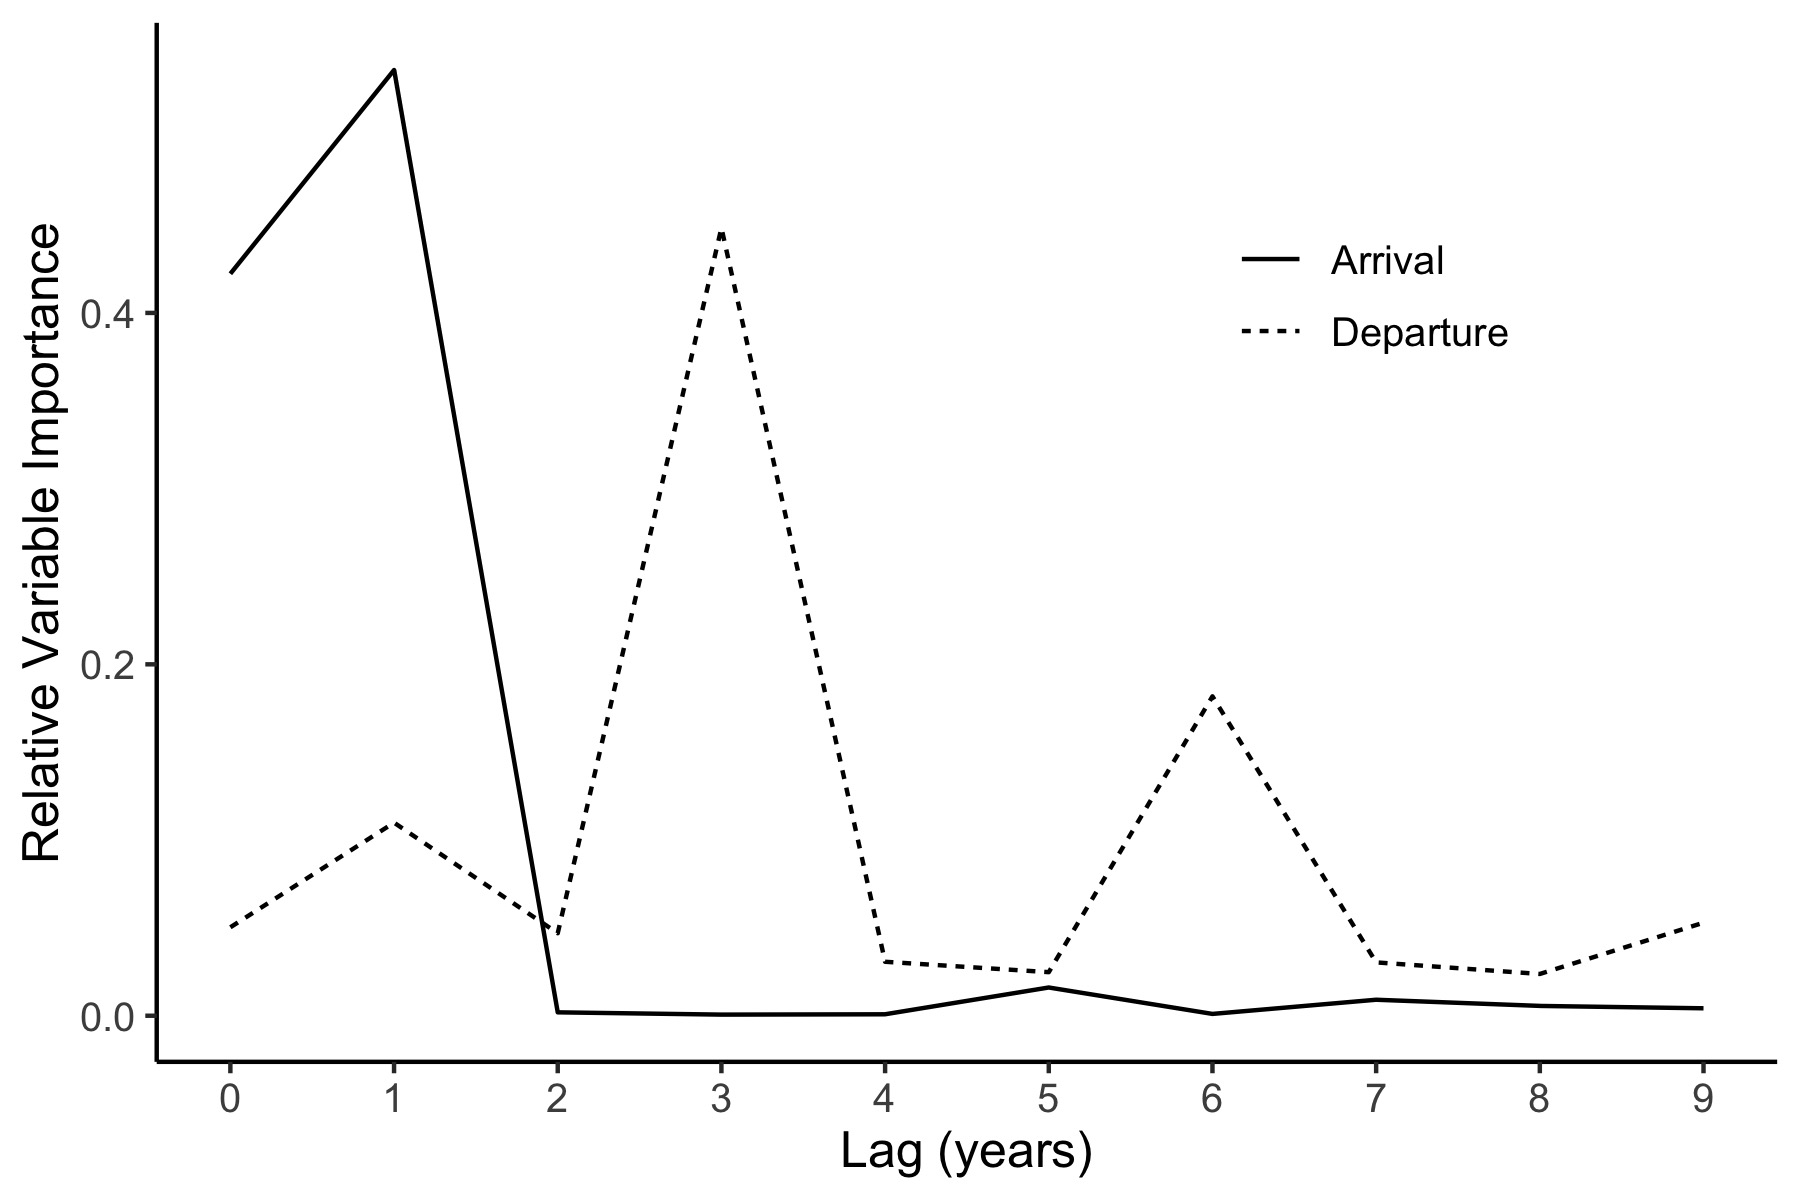 Relative Variable Importance
0.4
0.2
0.0
Arrival
Departure
0 1 2 3 4 5 6 7 8 9
Lag (years)